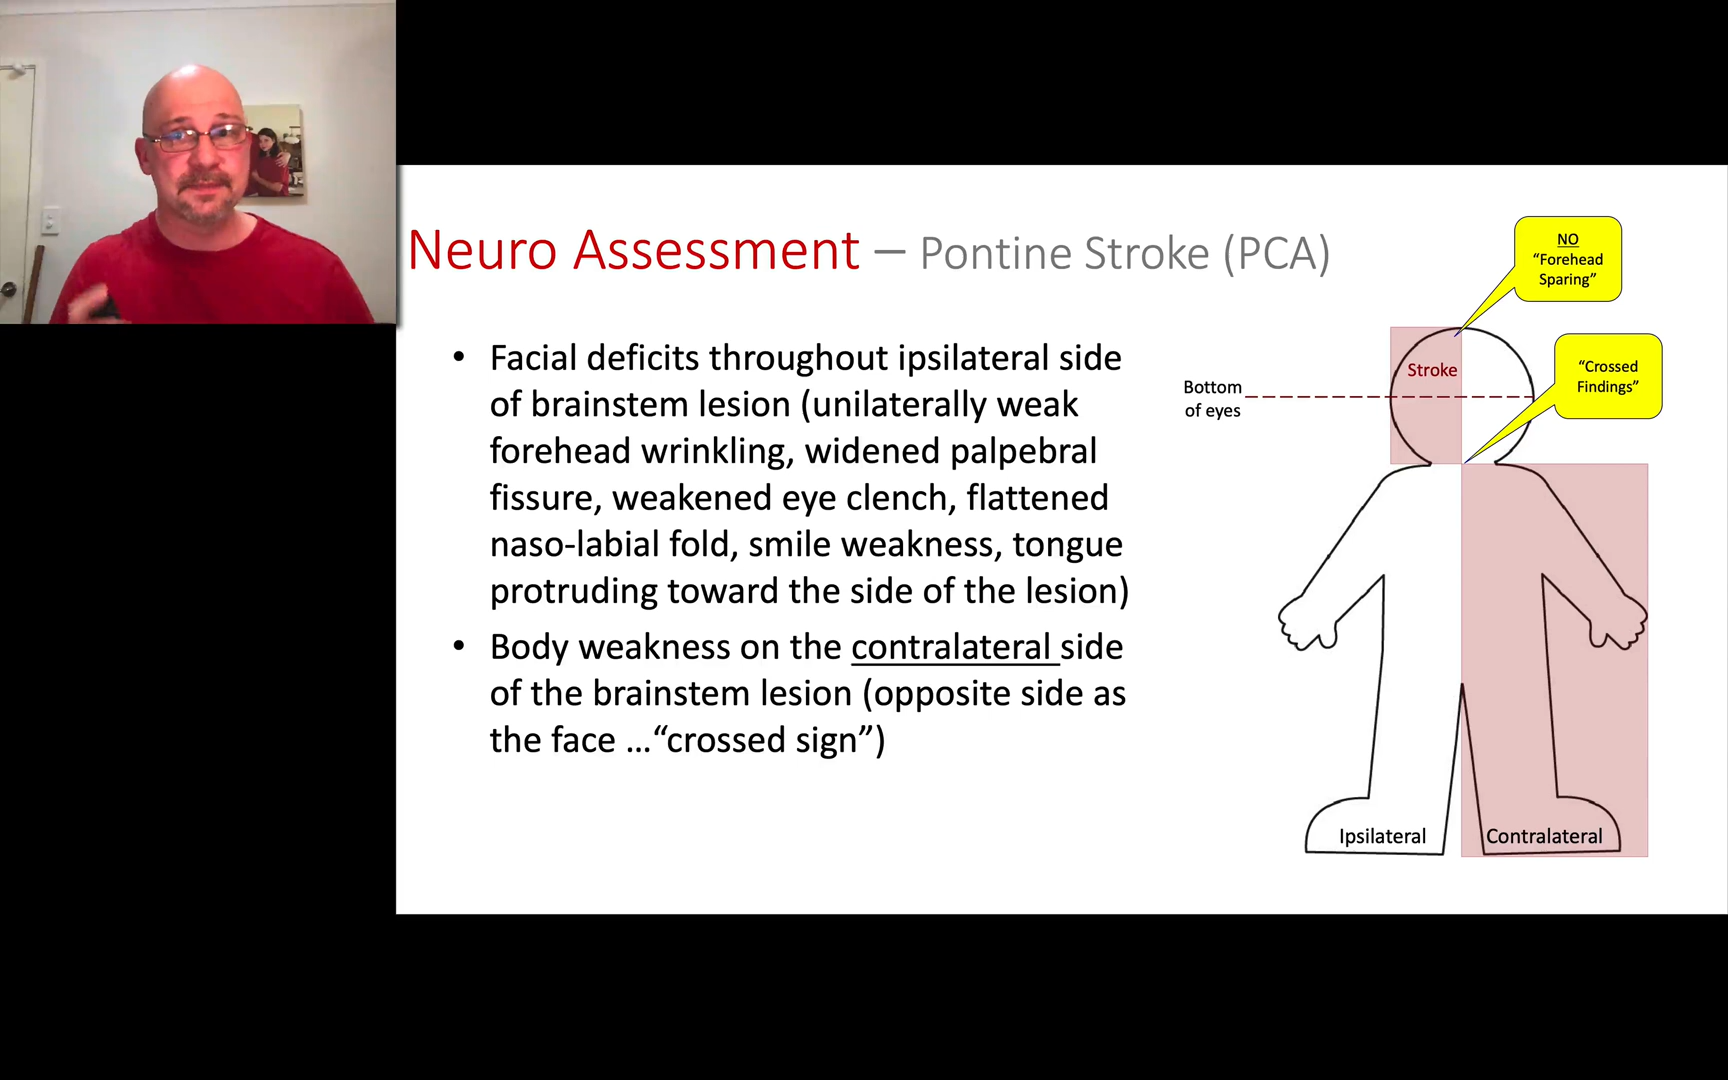 Neuro Assessment – Pontine Stroke (PCA)
• Facial deficits throughout ipsilateral side
of brainstem lesion (unilaterally weak
forehead wrinkling, widened palpebral
fissure, weakened eye clench, flattened
naso-labial fold, smile weakness, tongue
protruding toward the side of the lesion)
• Body weakness on the contralateral side
of the brainstem lesion (opposite side as
the face ...“crossed sign”)
NO
“Forehead
Sparing”
Stroke
“Crossed
Findings”
Bottom
of eyes
Ipsilateral
Contralateral